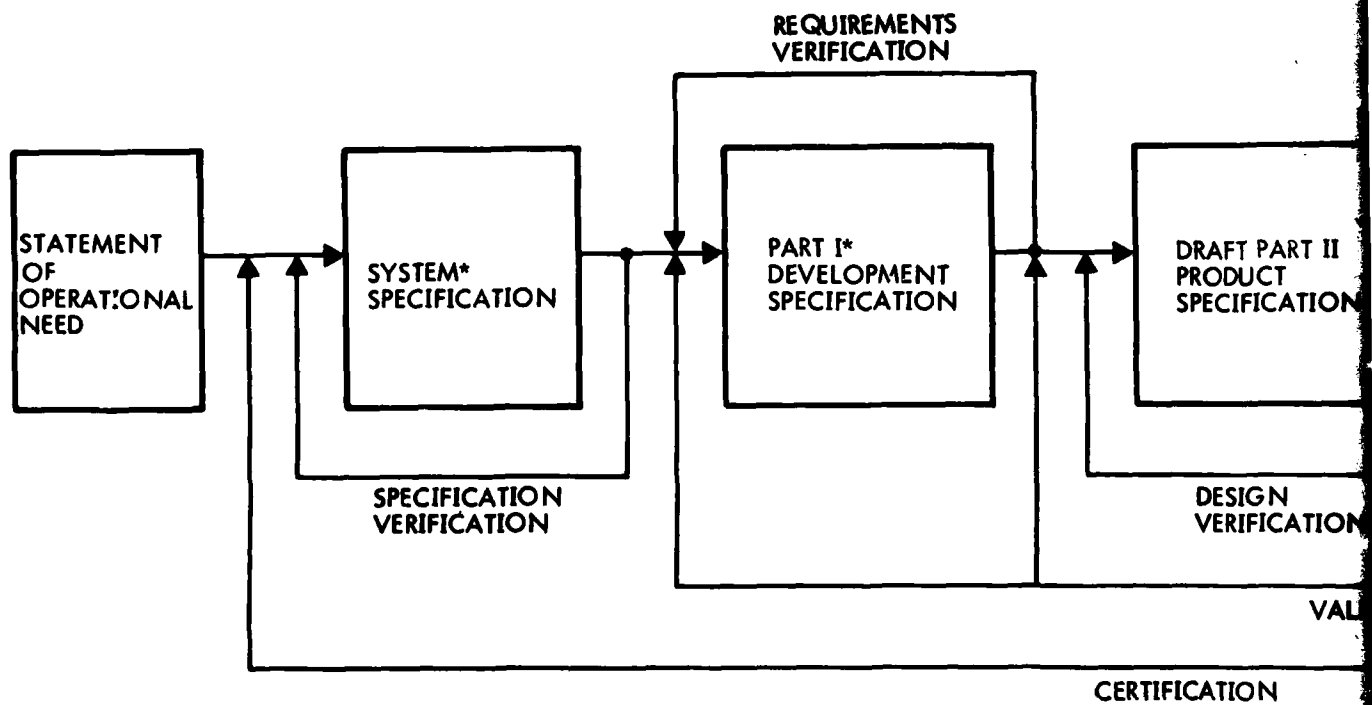 REQUIREMENTS
VERIFICATION
STATEMENT
OF
OPERATIONAL
NEED
SYSTEM*
SPECIFICATION
PART I*
DEVELOPMENT
SPECIFICATION
DRAFT PART II
PRODUCT
SPECIFICATION
SPECIFICATION
VERIFICATION
DESIGN
VERIFICATION
VAL
CERTIFICATION